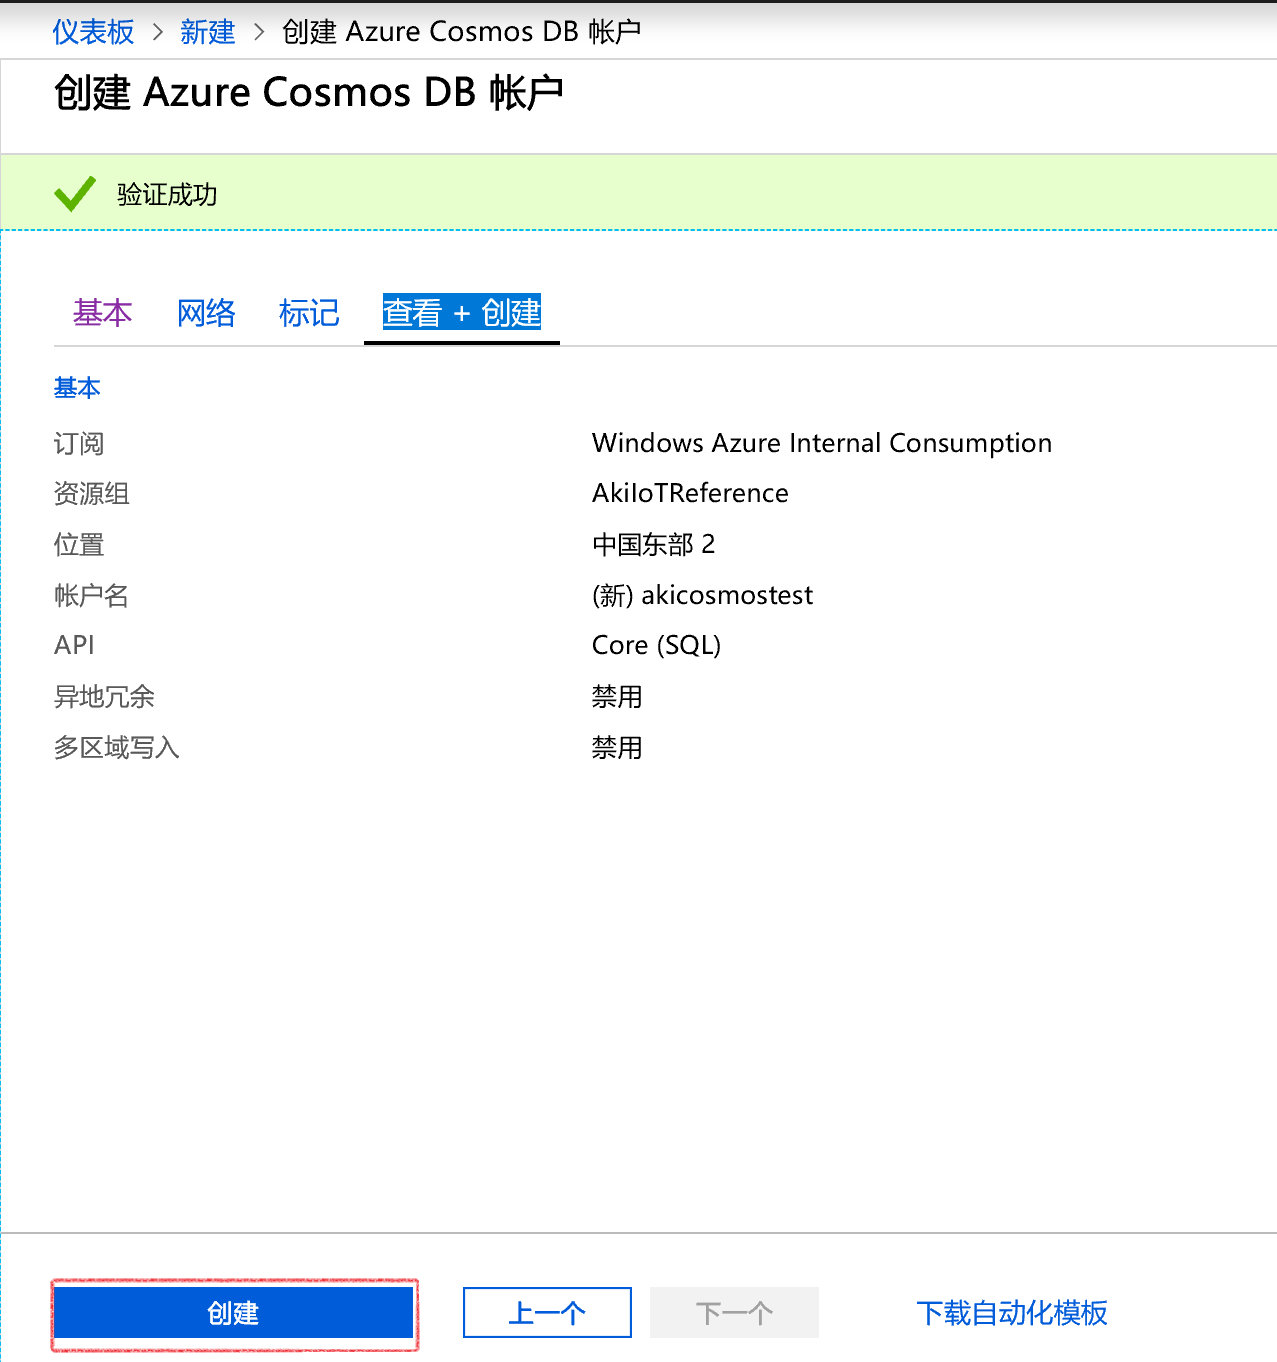 仪表板 > 新建 > 创建 Azure Cosmos DB 帐户
创建 Azure Cosmos DB 帐户
验证成功
基本 网络 标记 查看 + 创建
基本
订阅 Windows Azure Internal Consumption
资源组 AkiIoTReference
位置 中国东部 2
帐户名 (新) akicosmostest
API Core (SQL)
异地冗余 禁用
多区域写入 禁用
创建 上一个 下一个 下载自动化模板